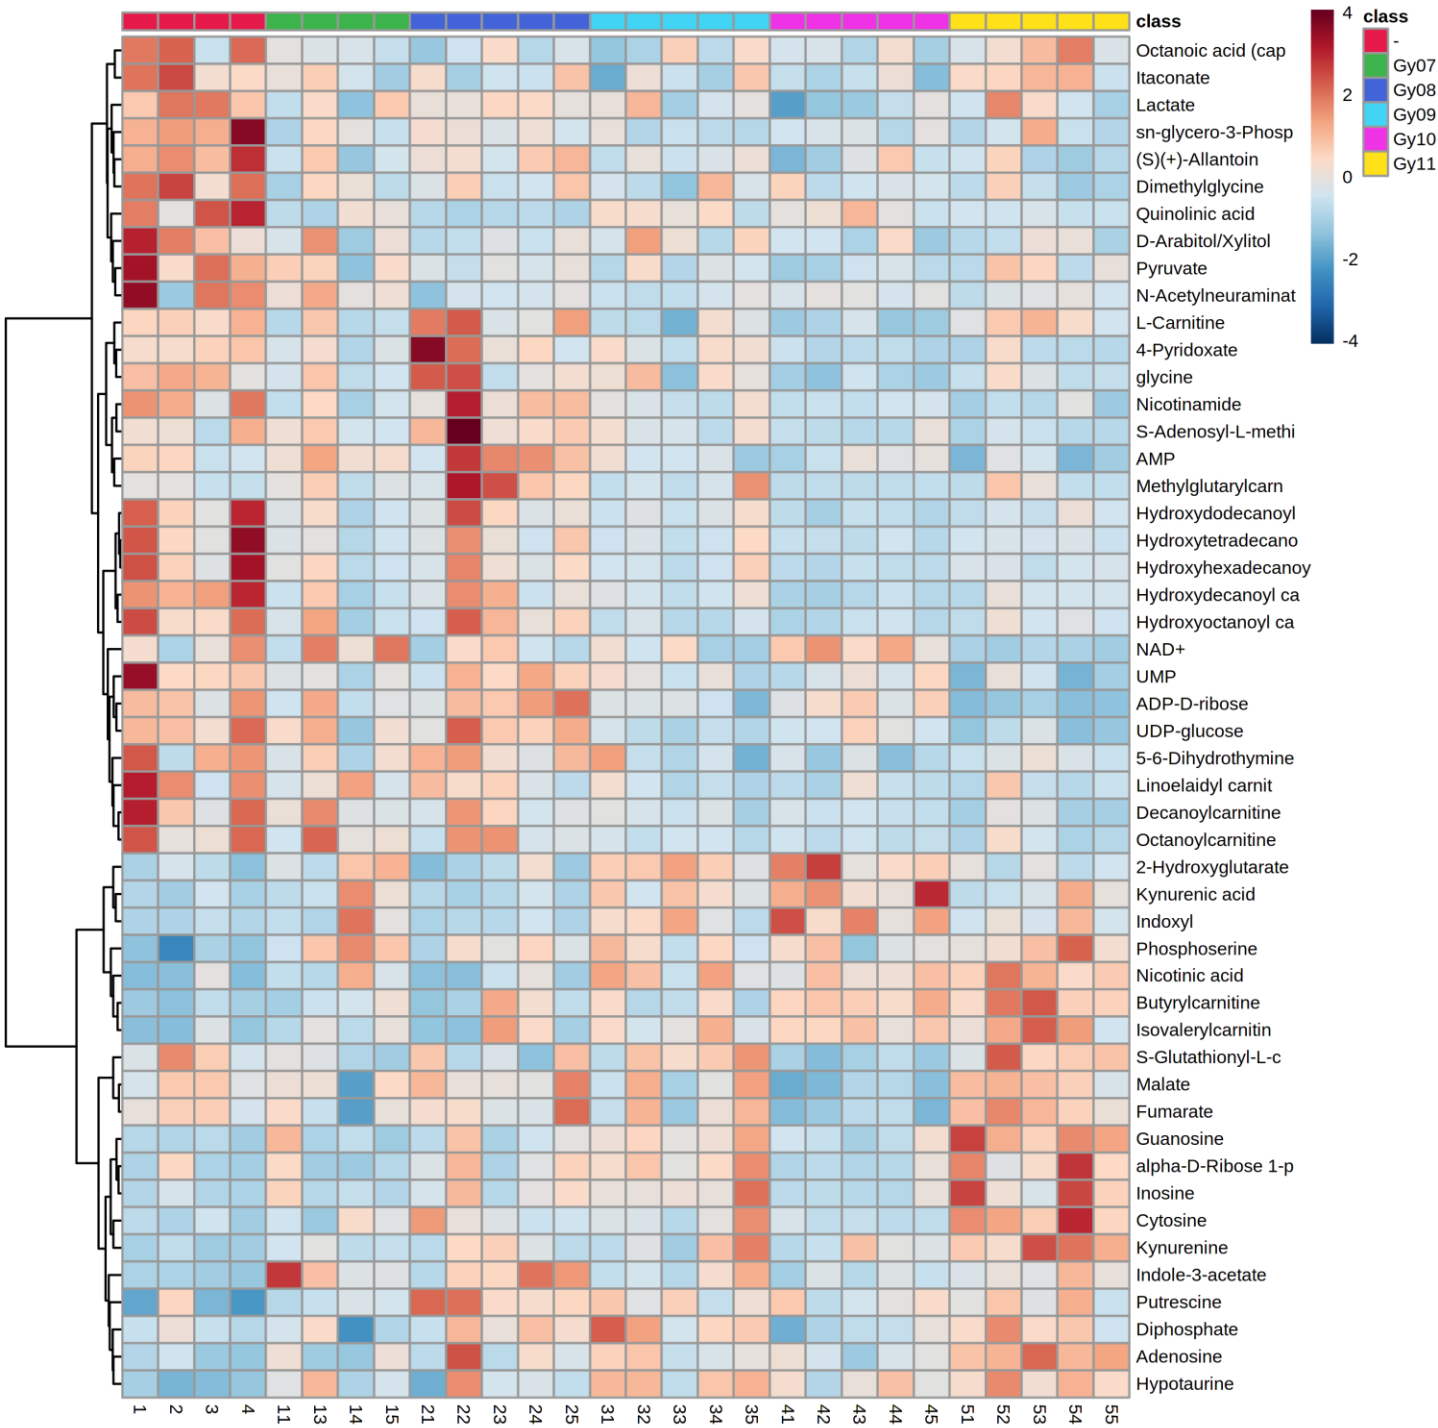 class
Octanoic acid (cap
Itaconate
Lactate
sn-glycero-3-Phosp
(S)(+)-Allantoin
Dimethylglycine
Quinolinic acid
D-Arabitol/Xylitol
Pyruvate
N-Acetylneuraminat
L-Carnitine
4-Pyridoxate
glycine
Nicotinamide
S-Adenosyl-L-methi
AMP
Methylglutarylcarn
Hydroxydodecanoyl
Hydroxytetradecano
Hydroxyhexadecanoy
Hydroxydecanoyl ca
Hydroxyoctanoyl ca
NAD+
UMP
ADP-D-ribose
UDP-glucose
5-6-Dihydrothymine
Linoelaidyl carnit
Decanoylcarnitine
Octanoylcarnitine
2-Hydroxyglutarate
Kynurenic acid
Indoxyl
Phosphoserine
Nicotinic acid
Butyrylcarnitine
Isovalerylcarnitin
S-Glutathionyl-L-c
Malate
Fumarate
Guanosine
alpha-D-Ribose 1-p
Inosine
Cytosine
Kynurenine
Indole-3-acetate
Putrescine
Diphosphate
Adenosine
Hypotaurine
1 2 3 4 11 13 14 15 21 22 23 24 25 31 32 33 34 35 41 42 43 44 45 51 52 53 54 55
4
2
0
-2
-4
class
-
Gy07
Gy08
Gy09
Gy10
Gy11